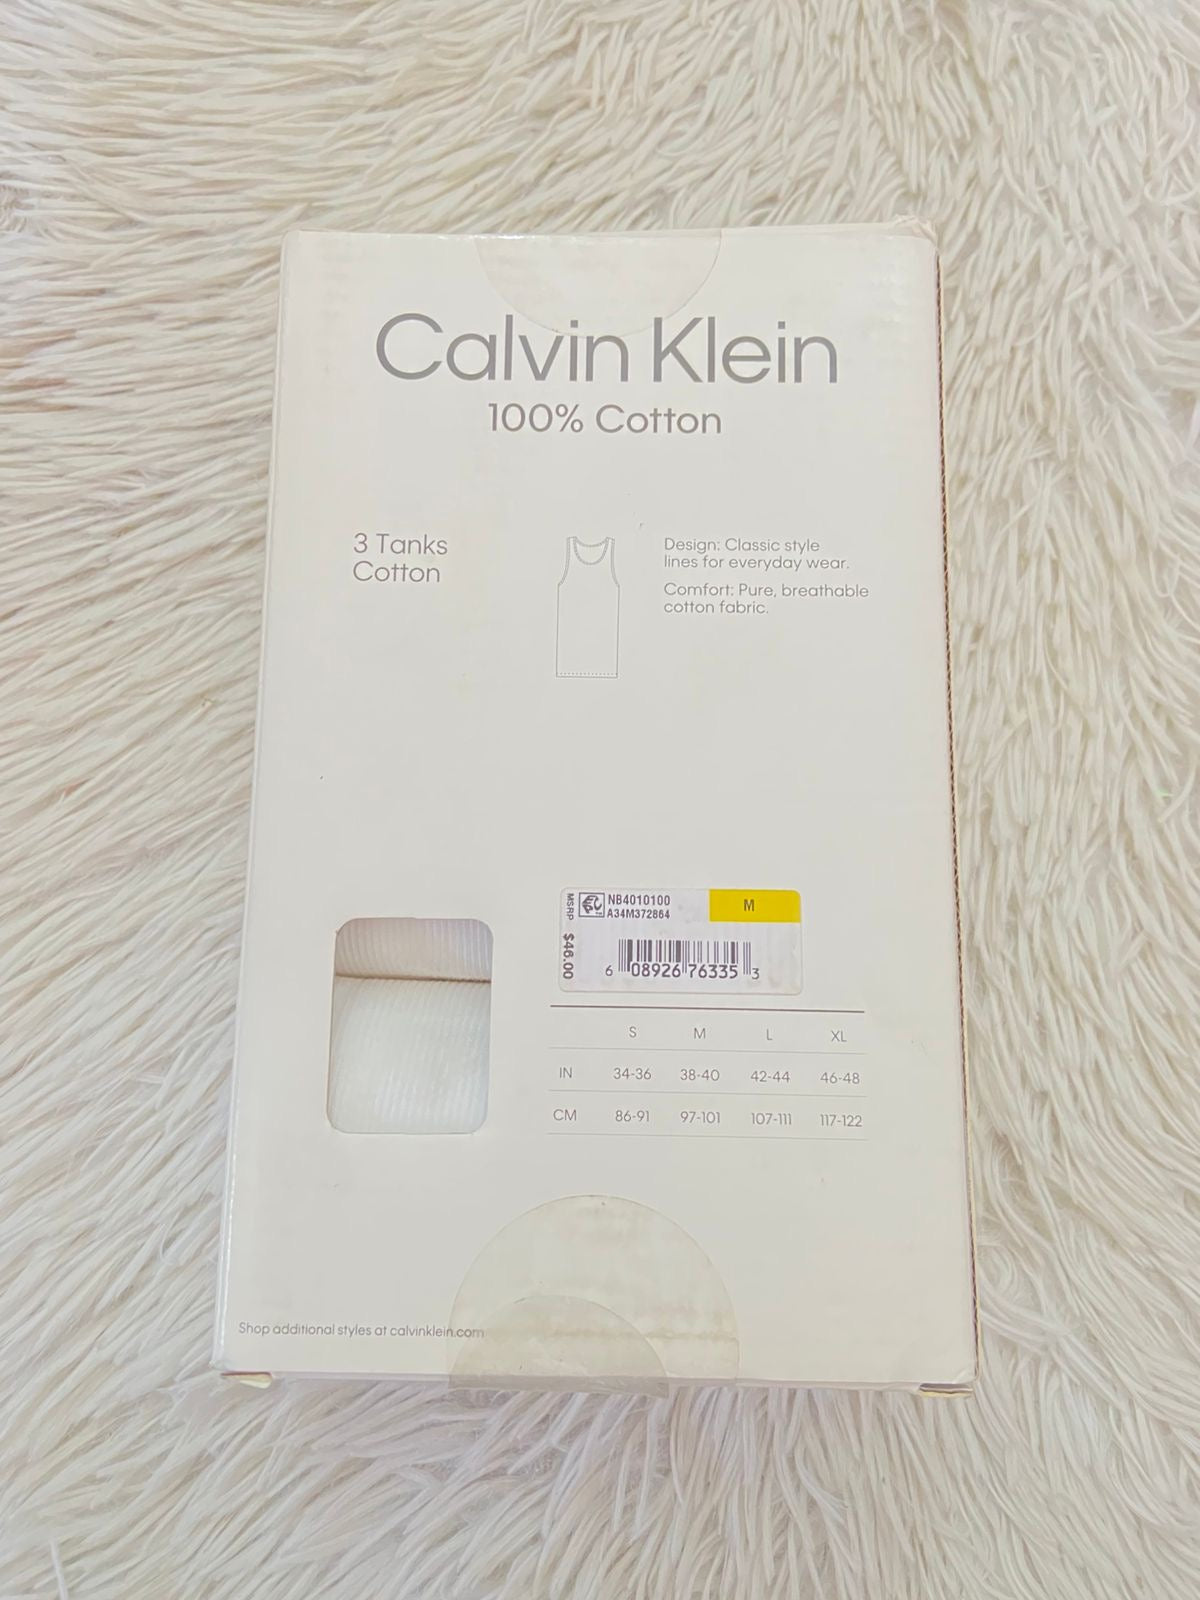 Calvin Klein
100% Cotton
3 Tanks
Cotton
Design: Classic style
lines for everyday wear.
Comfort: Pure, breathable
cotton fabric.
MSRP $46.00
NB4010100
A34M372864
M
6 08926 76335 3
S M L XL
IN 34-36 38-40 42-44 46-48
CM 86-91 97-101 107-111 117-122
Shop additional styles at calvinklein.com